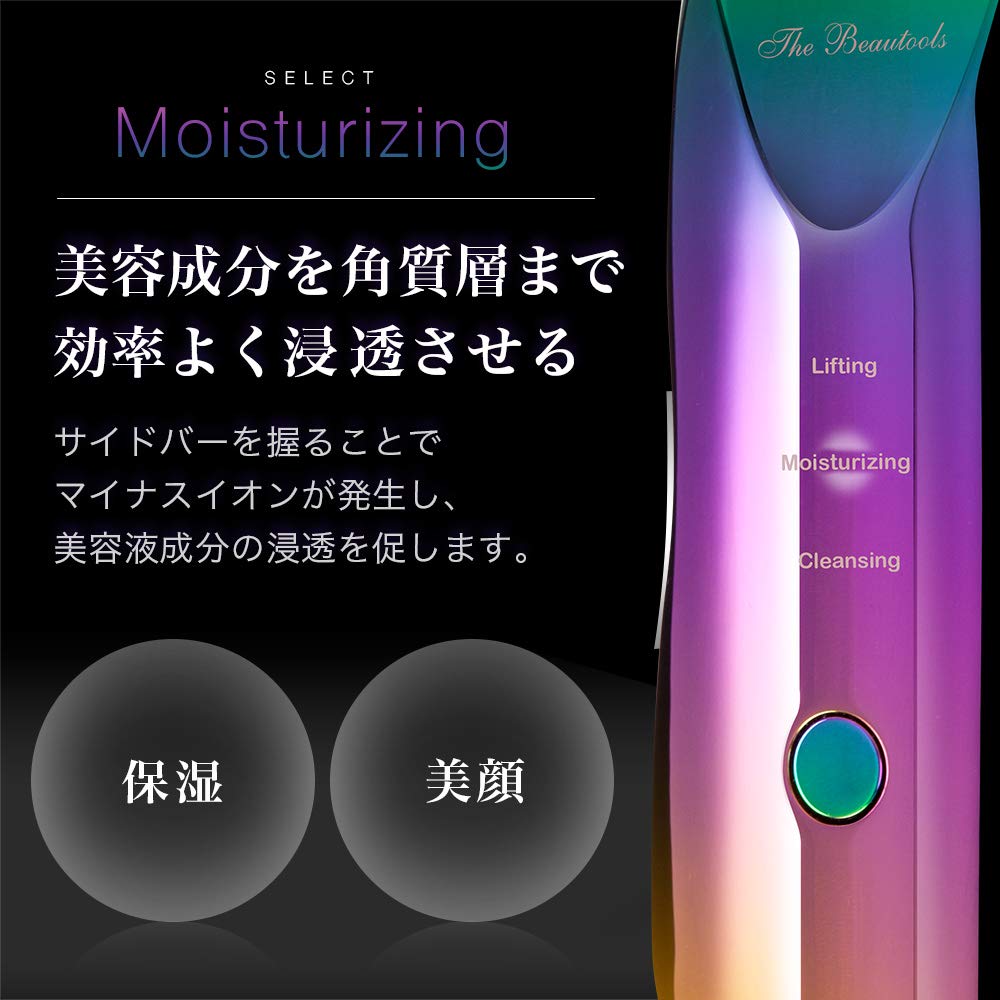 SELECT
Moisturizing
美容成分を角質層まで
効率よく浸透させる
サイドバーを握ることで
マイナスイオンが発生し、
美容液成分の浸透を促します。
保湿
美顔
The Beautools
Lifting
Moisturizing
Cleansing